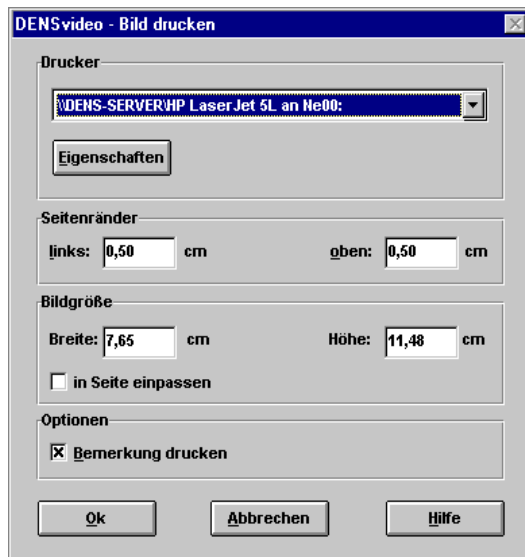 DENSvideo - Bild drucken
Drucker
\\DENS-SERVER\HP LaserJet 5L an Ne00:
Eigenschaften
Seitenränder
links: 0,50 cm oben: 0,50 cm
Bildgröße
Breite: 7,65 cm Höhe: 11,48 cm
in Seite einpassen
Optionen
Bemerkung drucken
Ok Abbrechen Hilfe